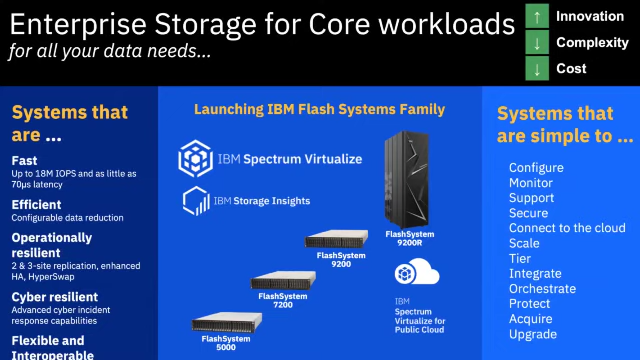 Enterprise Storage for Core workloads
for all your data needs...
↑ Innovation
↓ Complexity
↓ Cost
Systems that
are ...
Fast
Up to 18M IOPS and as little as
70µs latency
Efficient
Configurable data reduction
Operationally
resilient
2 & 3-site replication, enhanced
HA, HyperSwap
Cyber resilient
Advanced cyber incident
response capabilities
Flexible and
Interoperable
Launching IBM Flash Systems Family
IBM Spectrum Virtualize
IBM Storage Insights
FlashSystem
9200R
FlashSystem
9200
FlashSystem
7200
FlashSystem
5000
IBM
Spectrum
Virtualize for
Public Cloud
Systems that
are simple to...
Configure
Monitor
Support
Secure
Connect to the cloud
Scale
Tier
Integrate
Orchestrate
Protect
Acquire
Upgrade